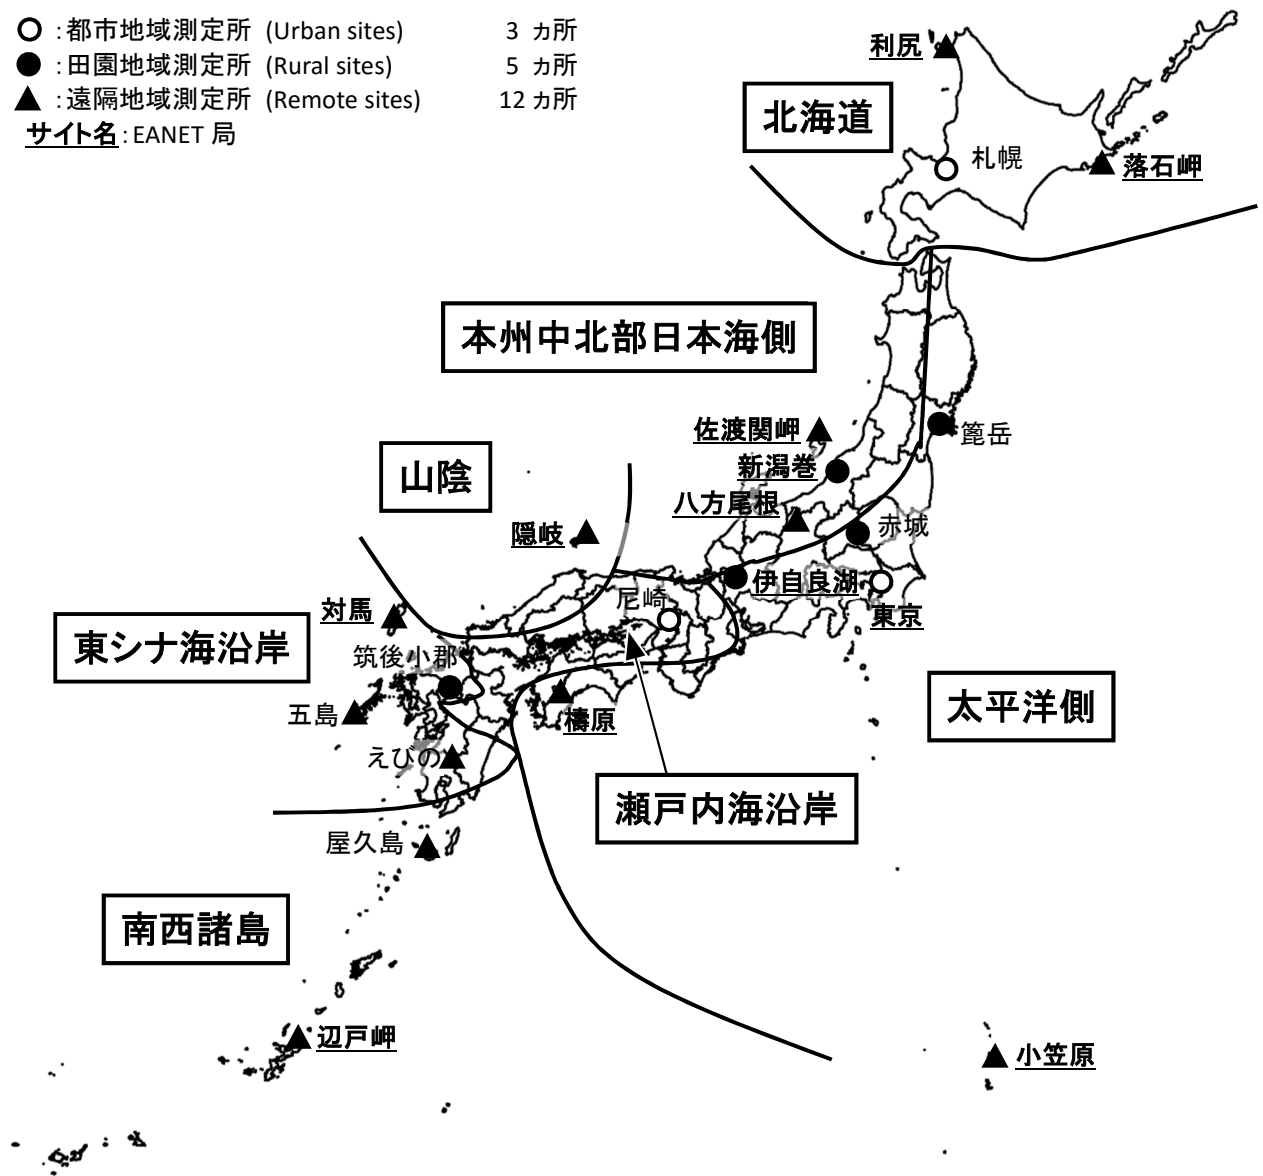 ○ : 都市地域測定所 (Urban sites) 3 ヵ所
● : 田園地域測定所 (Rural sites) 5 ヵ所
▲ : 遠隔地域測定所 (Remote sites) 12 ヵ所
サイト名 : EANET 局
利尻
北海道
札幌
落石岬
本州中北部日本海側
佐渡関岬
箆岳
新潟巻
山陰
八方尾根
赤城
隠岐
伊自良湖
尼崎
対馬
東京
東シナ海沿岸
筑後小郡
太平洋側
五島
檮原
えびの
瀬戸内海沿岸
屋久島
南西諸島
辺戸岬
小笠原